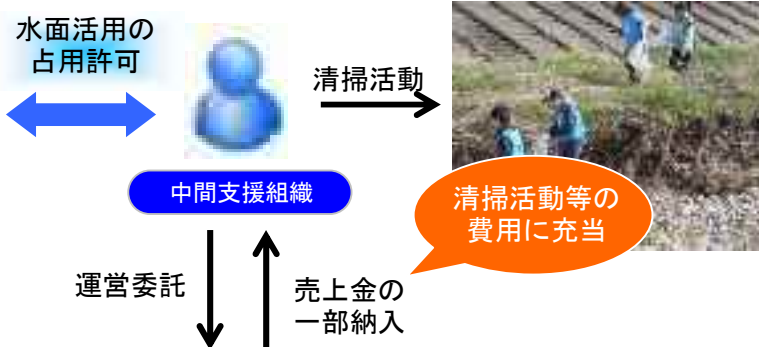 水面活用の
占用許可
清掃活動
中間支援組織
清掃活動等の
費用に充当
運営委託
売上金の
一部納入